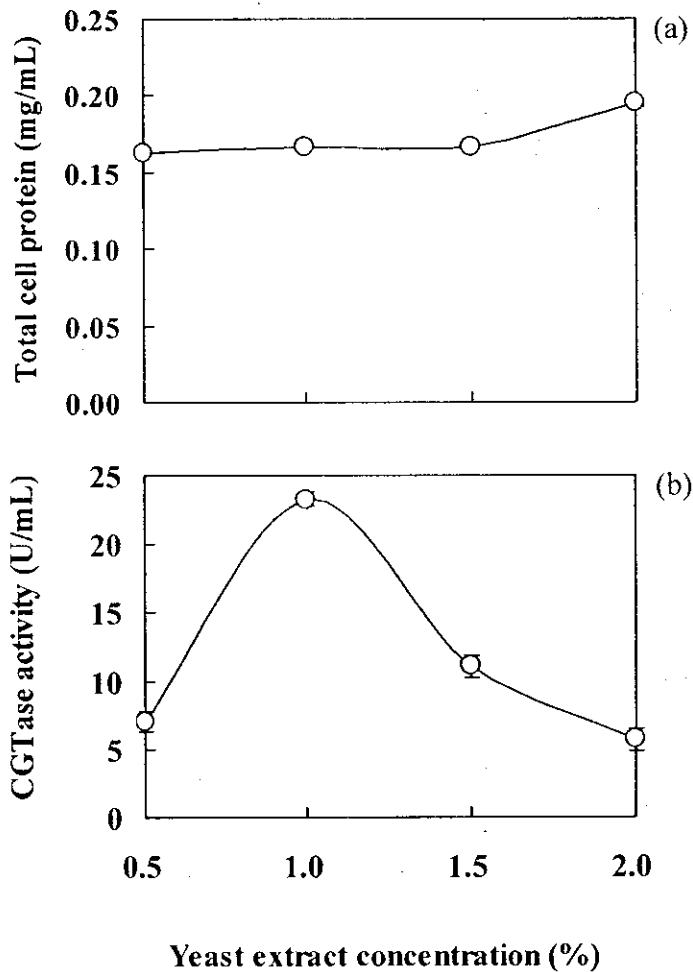 (a)
Total cell protein (mg/mL)
0.25
0.20
0.15
0.10
0.05
0.00
(b)
CGTase activity (U/mL)
25
20
15
10
5
0
0.5 1.0 1.5 2.0
Yeast extract concentration (%)